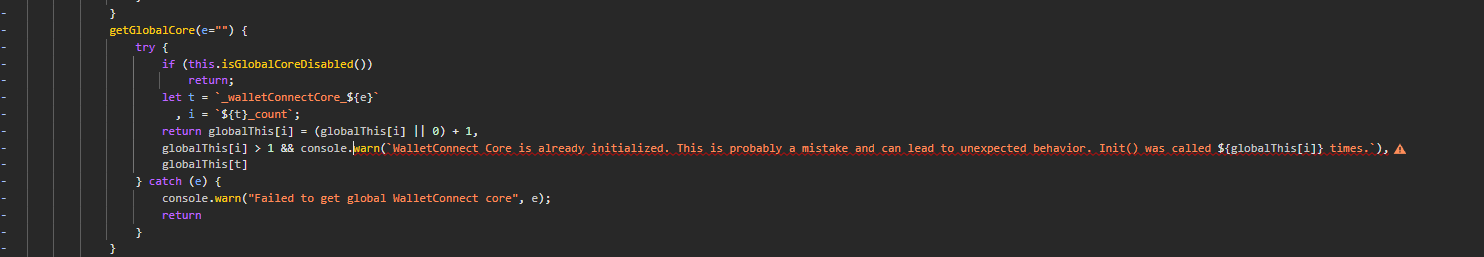 }
getGlobalCore(e="") {
try {
if (this.isGlobalCoreDisabled())
return;
let t = `_walletConnectCore_${e}`
, i = `${t}_count`;
return globalThis[i] = (globalThis[i] || 0) + 1,
globalThis[i] > 1 && console.warn(`WalletConnect Core is already initialized. This is probably a mistake and can lead to unexpected behavior. Init() was called ${globalThis[i]} times.`),
globalThis[t]
} catch (e) {
console.warn("Failed to get global WalletConnect core", e);
return
}
}